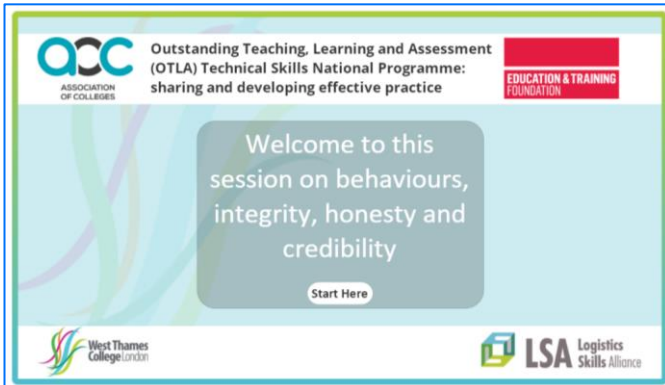 aoc
ASSOCIATION
OF COLLEGES
Outstanding Teaching, Learning and Assessment
(OTLA) Technical Skills National Programme:
sharing and developing effective practice
EDUCATION & TRAINING
FOUNDATION
Welcome to this
session on behaviours,
integrity, honesty and
credibility
Start Here
West Thames
College London
LSA Logistics
Skills Alliance